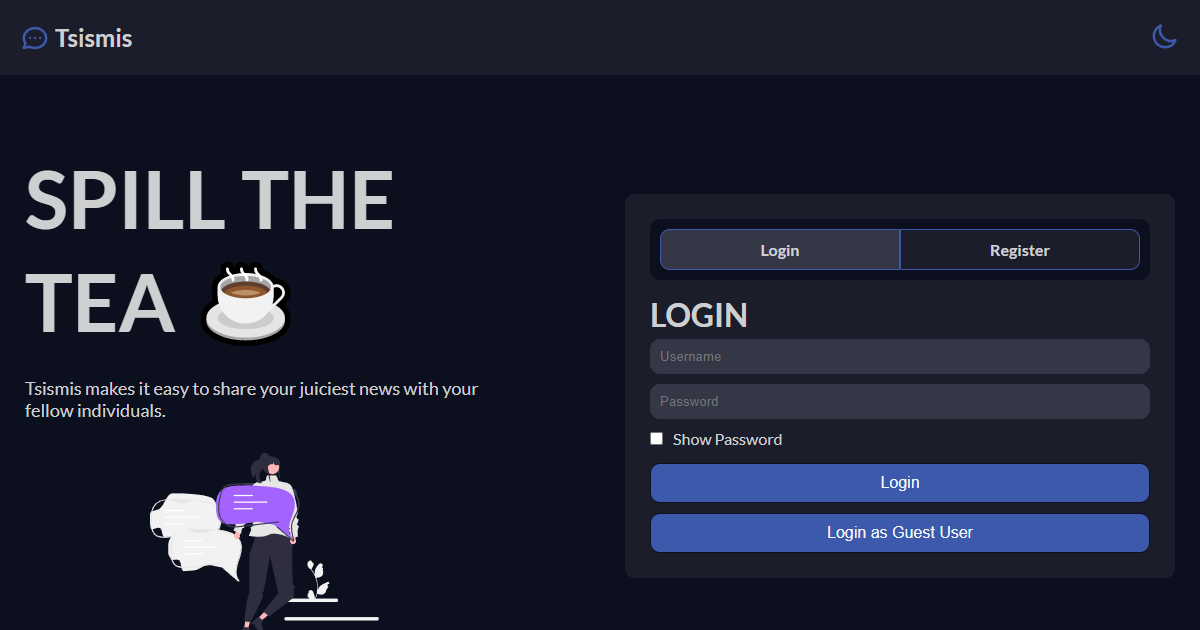 Tsismis
SPILL THE
TEA
Tsismis makes it easy to share your juiciest news with your
fellow individuals.
Login
Register
LOGIN
Username
Password
Show Password
Login
Login as Guest User